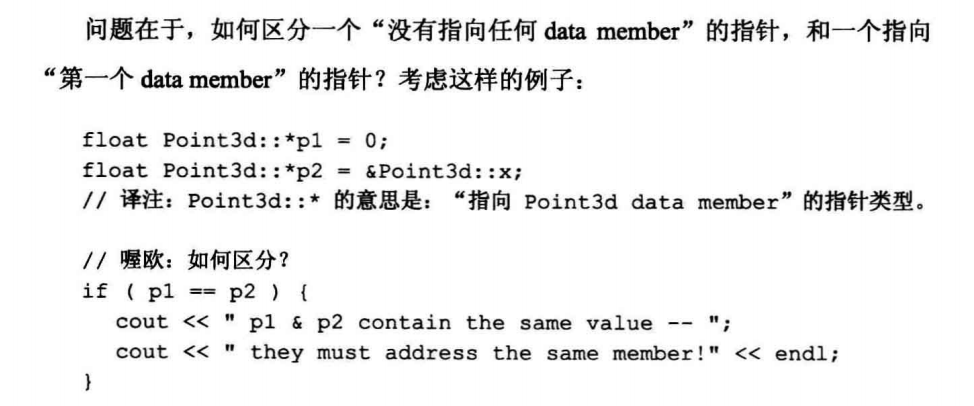 问题在于，如何区分一个“没有指向任何 data member”的指针，和一个指向
“第一个 data member”的指针？考虑这样的例子：
float Point3d::*p1 = 0;
float Point3d::*p2 = &Point3d::x;
// 译注：Point3d::* 的意思是：“指向 Point3d data member”的指针类型。
// 喔欧：如何区分？
if ( p1 == p2 ) {
cout << " p1 & p2 contain the same value -- ";
cout << " they must address the same member!" << endl;
}